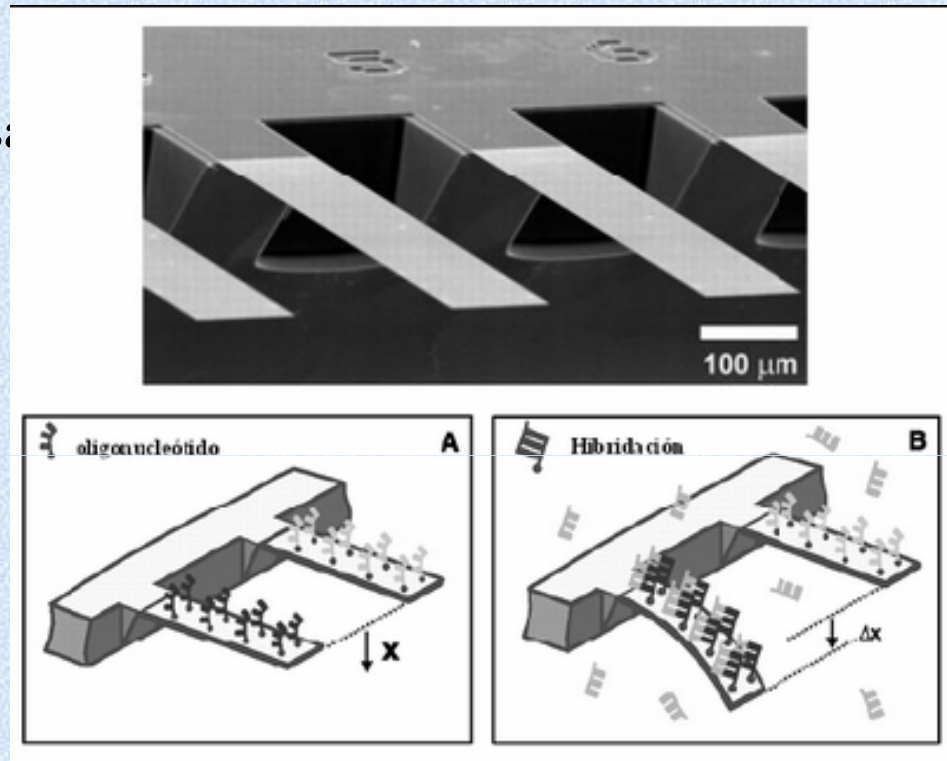 100 μm
oligonucleótido
A
X
Hibridación
B
Δx